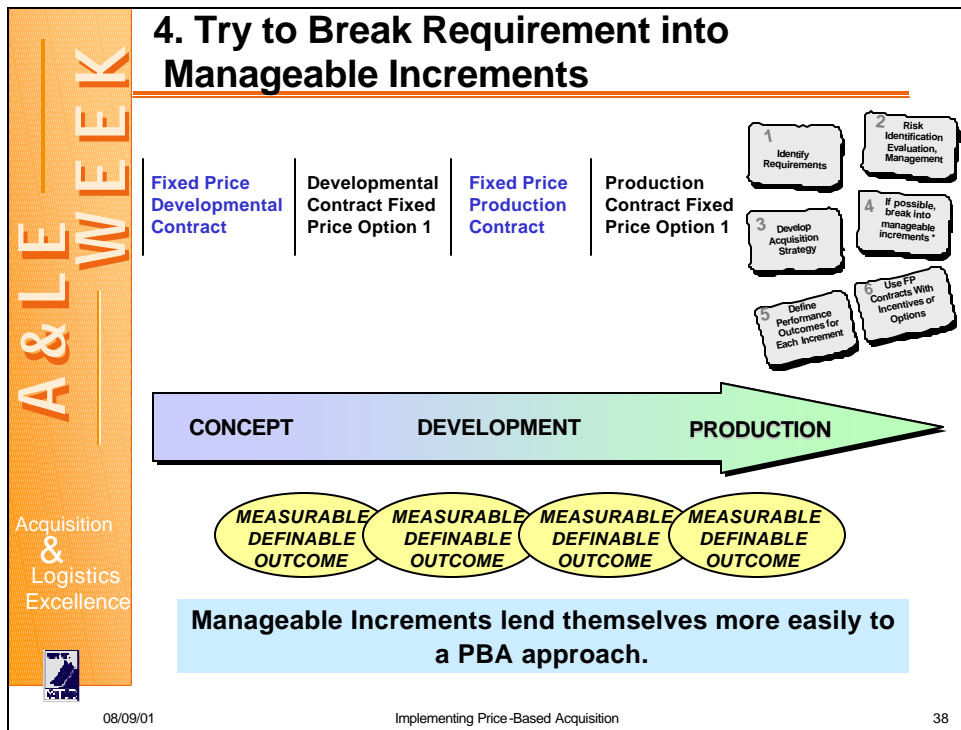 4. Try to Break Requirement into
Manageable Increments
A & L E
W E E K
Acquisition
&
Logistics
Excellence
Fixed Price
Developmental
Contract
Developmental
Contract Fixed
Price Option 1
Fixed Price
Production
Contract
Production
Contract Fixed
Price Option 1
1
Identify
Requirements
2
Risk
Identification
Evaluation,
Management
3
Develop
Acquisition
Strategy
4
If possible,
break into
manageable
increments *
5
Define
Performance
Outcomes for
Each Increment
6
Use FP
Contracts With
Incentives or
Options
CONCEPT
DEVELOPMENT
PRODUCTION
MEASURABLE
DEFINABLE
OUTCOME
MEASURABLE
DEFINABLE
OUTCOME
MEASURABLE
DEFINABLE
OUTCOME
MEASURABLE
DEFINABLE
OUTCOME
Manageable Increments lend themselves more easily to
a PBA approach.
08/09/01
Implementing Price-Based Acquisition
38